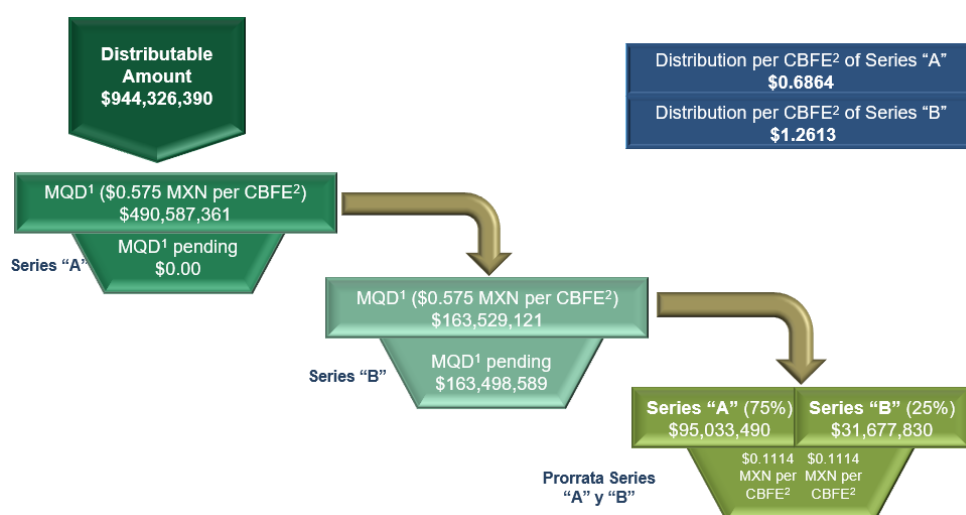 Distributable
Amount
$944,326,390
Distribution per CBFE² of Series “A”
$0.6864
Distribution per CBFE² of Series “B”
$1.2613
MQD¹ ($0.575 MXN per CBFE²)
$490,587,361
MQD¹ pending
$0.00
Series “A”
MQD¹ ($0.575 MXN per CBFE²)
$163,529,121
MQD¹ pending
$163,498,589
Series “B”
Series “A” (75%)
$95,033,490
Series “B” (25%)
$31,677,830
$0.1114
MXN per
CBFE²
$0.1114
MXN per
CBFE²
Prorrata Series
“A” y “B”